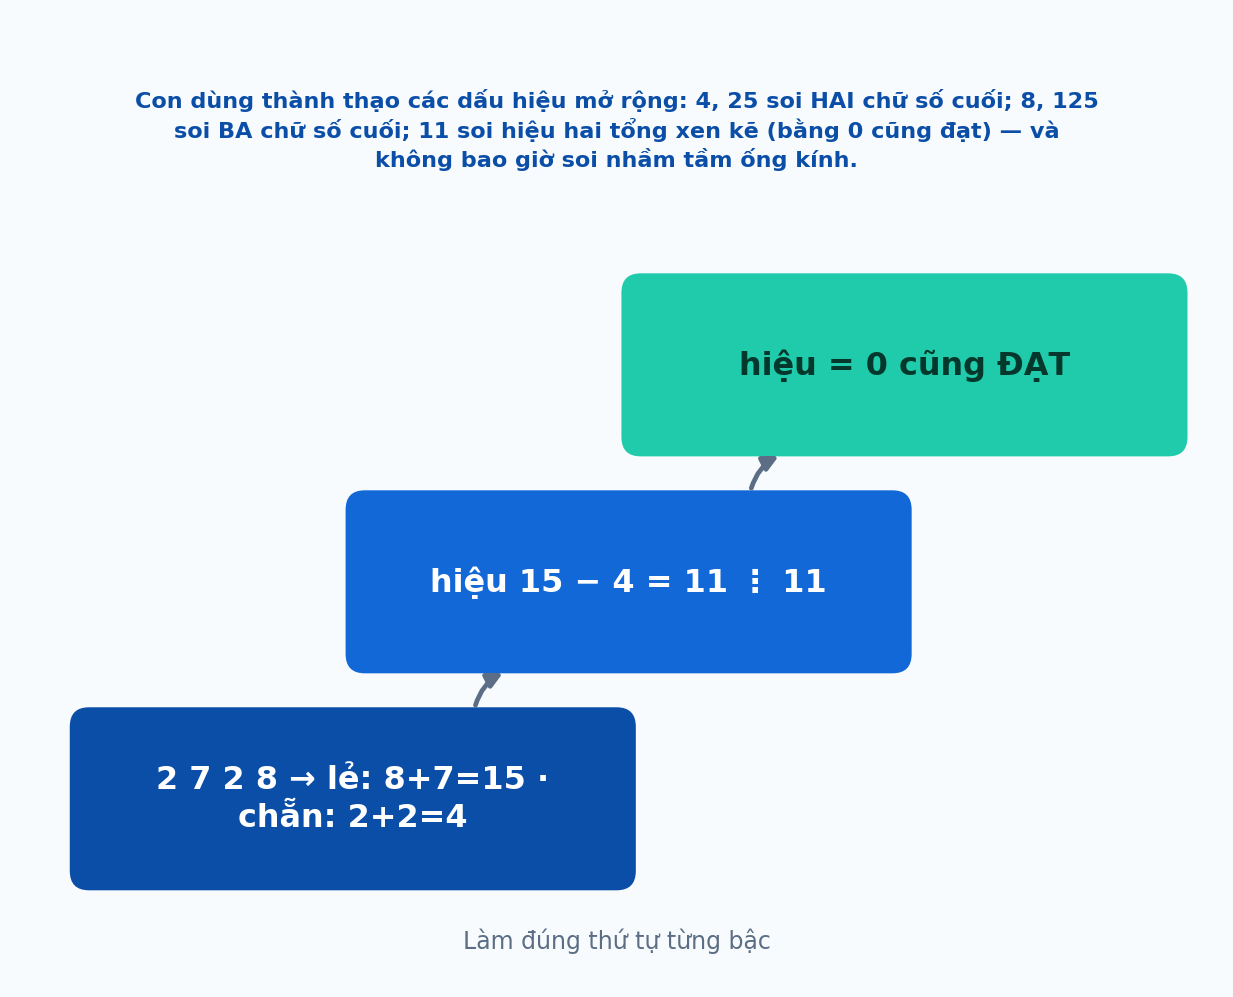 Con dùng thành thạo các dấu hiệu mở rộng: 4, 25 soi HAI chữ số cuối; 8, 125
soi BA chữ số cuối; 11 soi hiệu hai tổng xen kẽ (bằng 0 cũng đạt) — và
không bao giờ soi nhầm tầm ống kính.
hiệu = 0 cũng ĐẠT
hiệu 15 − 4 = 11 ⋮ 11
2 7 2 8 → lẻ: 8+7=15 ·
chẵn: 2+2=4
Làm đúng thứ tự từng bậc